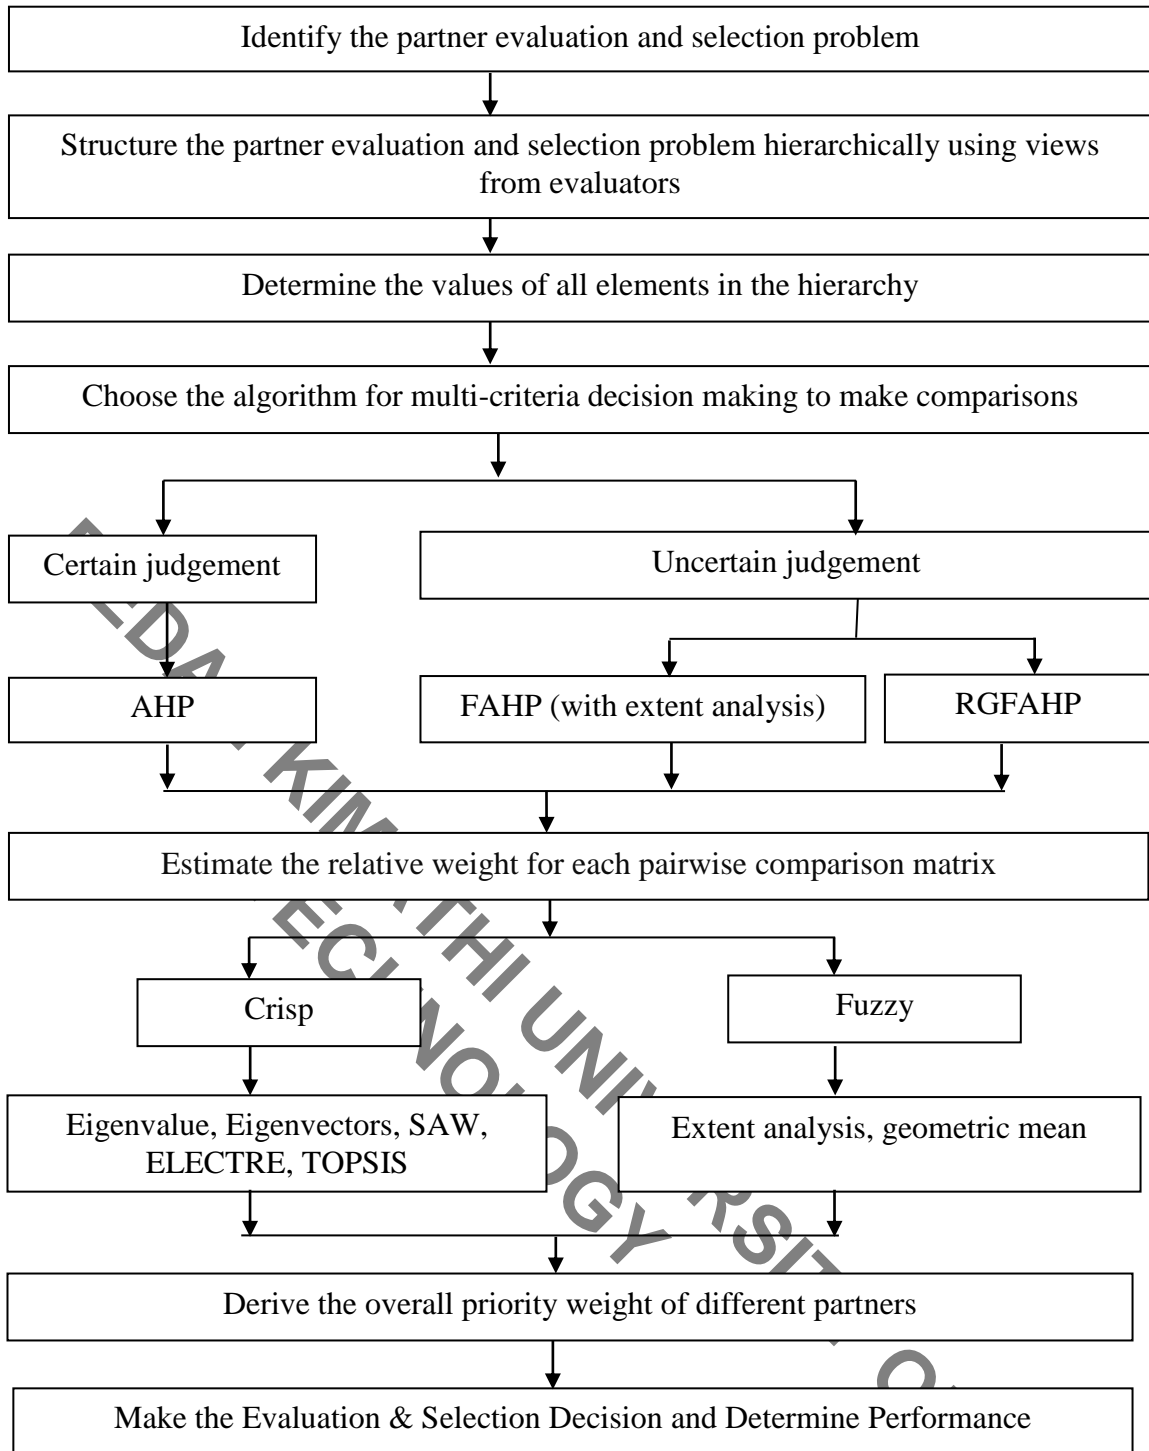 Identify the partner evaluation and selection problem
Structure the partner evaluation and selection problem hierarchically using views
from evaluators
Determine the values of all elements in the hierarchy
Choose the algorithm for multi-criteria decision making to make comparisons
Certain judgement
Uncertain judgement
AHP
FAHP (with extent analysis)
RGFAHP
Estimate the relative weight for each pairwise comparison matrix
Crisp
Fuzzy
Eigenvalue, Eigenvectors, SAW,
ELECTRE, TOPSIS
Extent analysis, geometric mean
Derive the overall priority weight of different partners
Make the Evaluation & Selection Decision and Determine Performance